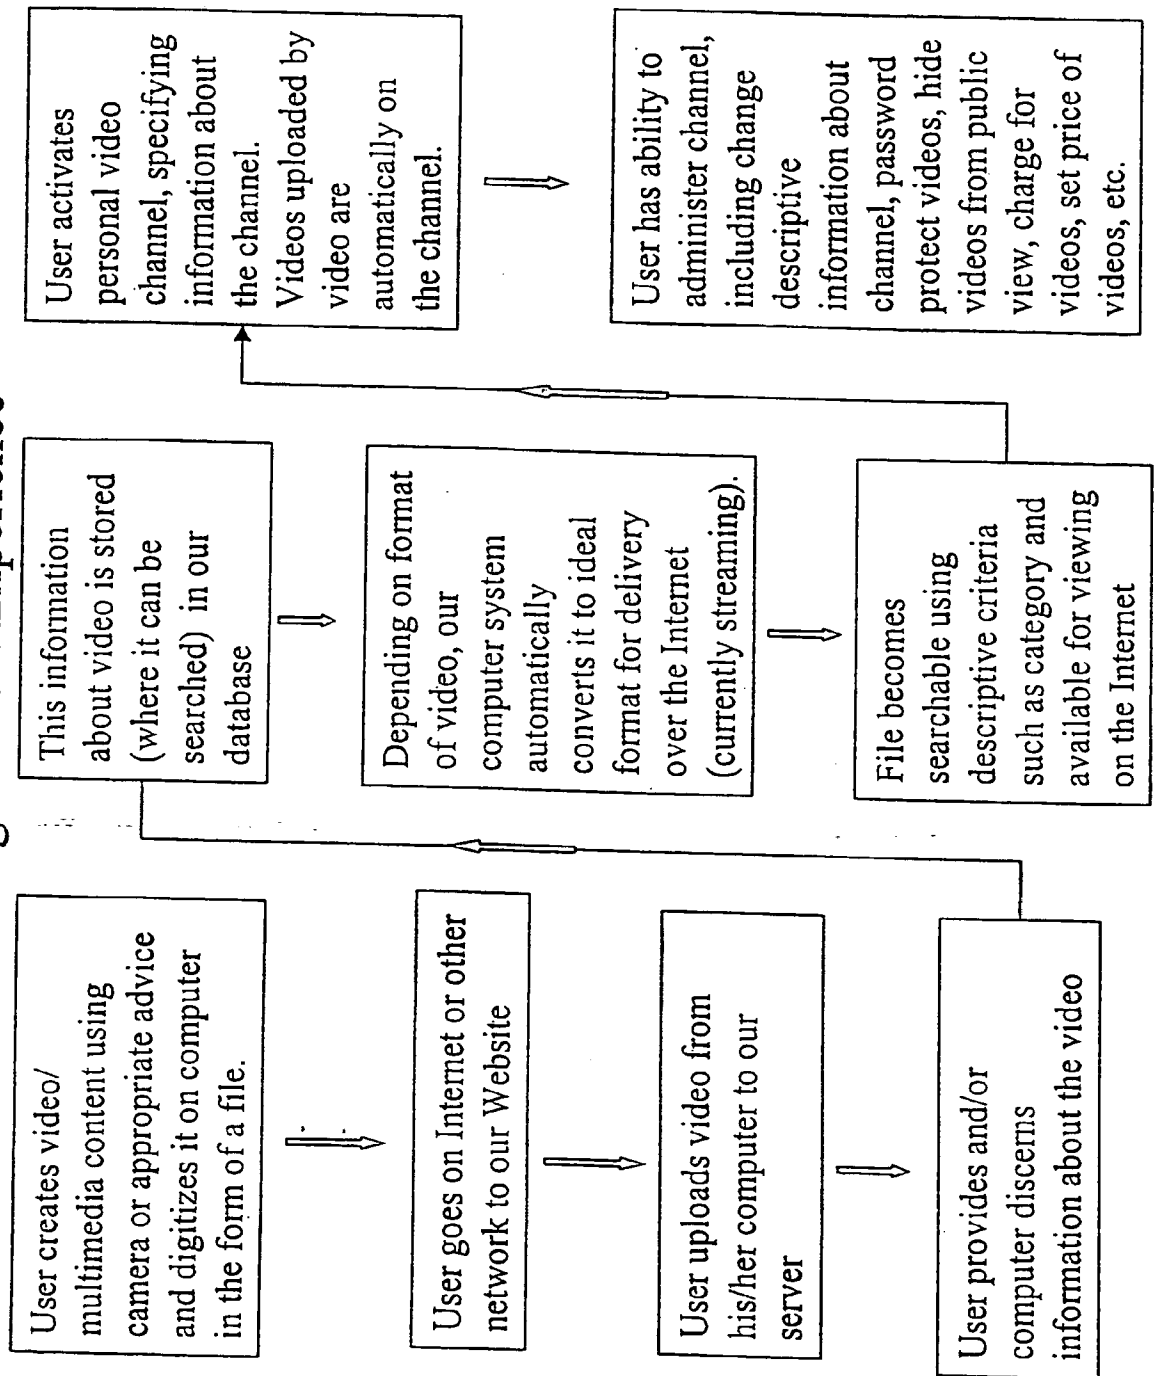 User creates video/
multimedia content using
camera or appropriate advice
and digitizes it on computer
in the form of a file.
User goes on Internet or other
network to our Website
User uploads video from
his/her computer to our
server
User provides and/or
computer discerns
information about the video
This information
about video is stored
(where it can be
searched) in our
database
Depending on format
of video, our
computer system
automatically
converts it to ideal
format for delivery
over the Internet
(currently streaming).
File becomes
searchable using
descriptive criteria
such as category and
available for viewing
on the Internet
User activates
personal video
channel, specifying
information about
the channel.
Videos uploaded by
video are
automatically on
the channel.
User has ability to
administer channel,
including change
descriptive
information about
channel, password
protect videos, hide
videos from public
view, charge for
videos, set price of
videos, etc.